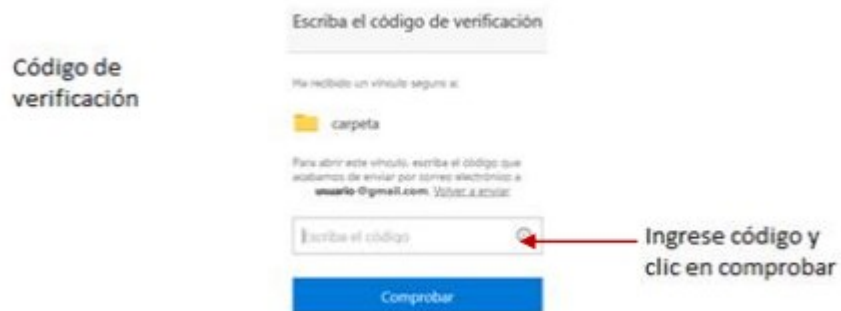 Escriba el código de verificación
Código de
verificación
Ha recibido un vínculo seguro a:
carpeta
Para abrir este vínculo, escriba el código que
acabamos de enviar por correo electrónico a
usuario@gmail.com. Volver a enviar
Escriba el código
Ingrese código y
clic en comprobar
Comprobar